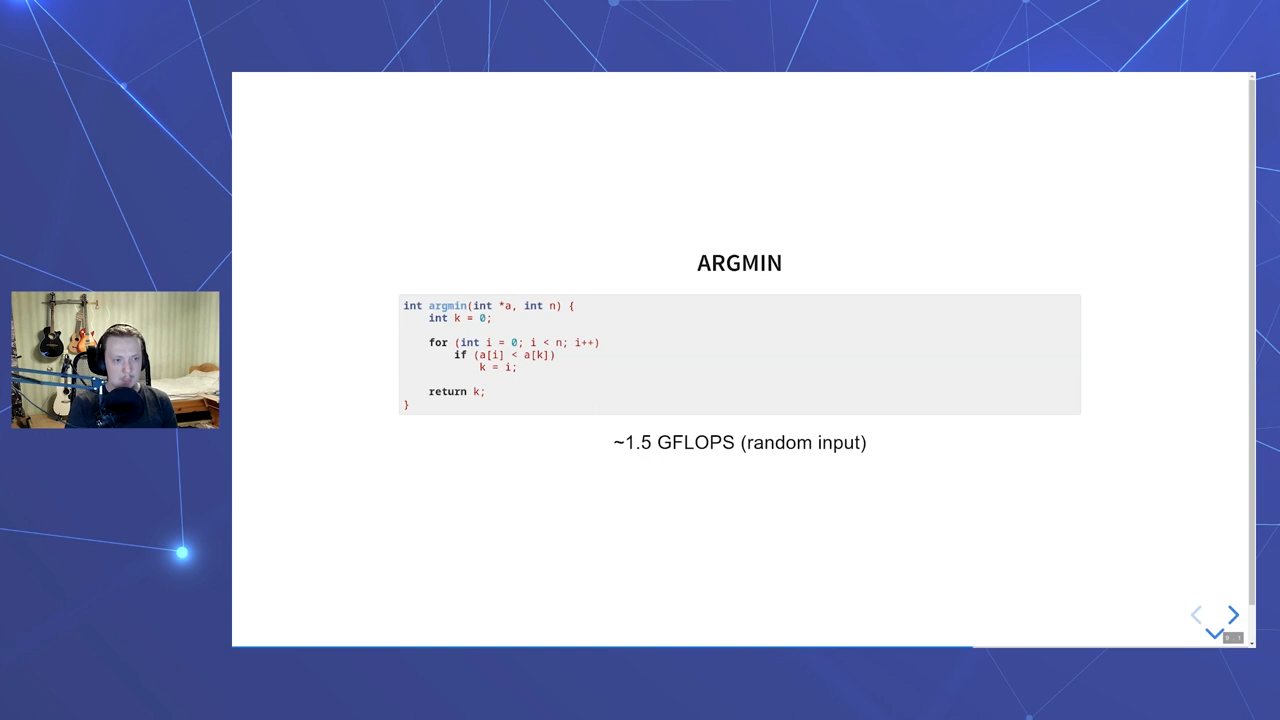 ARGMIN
int argmin(int *a, int n) {
    int k = 0;

    for (int i = 0; i < n; i++)
        if (a[i] < a[k])
            k = i;

    return k;
}
~1.5 GFLOPS (random input)